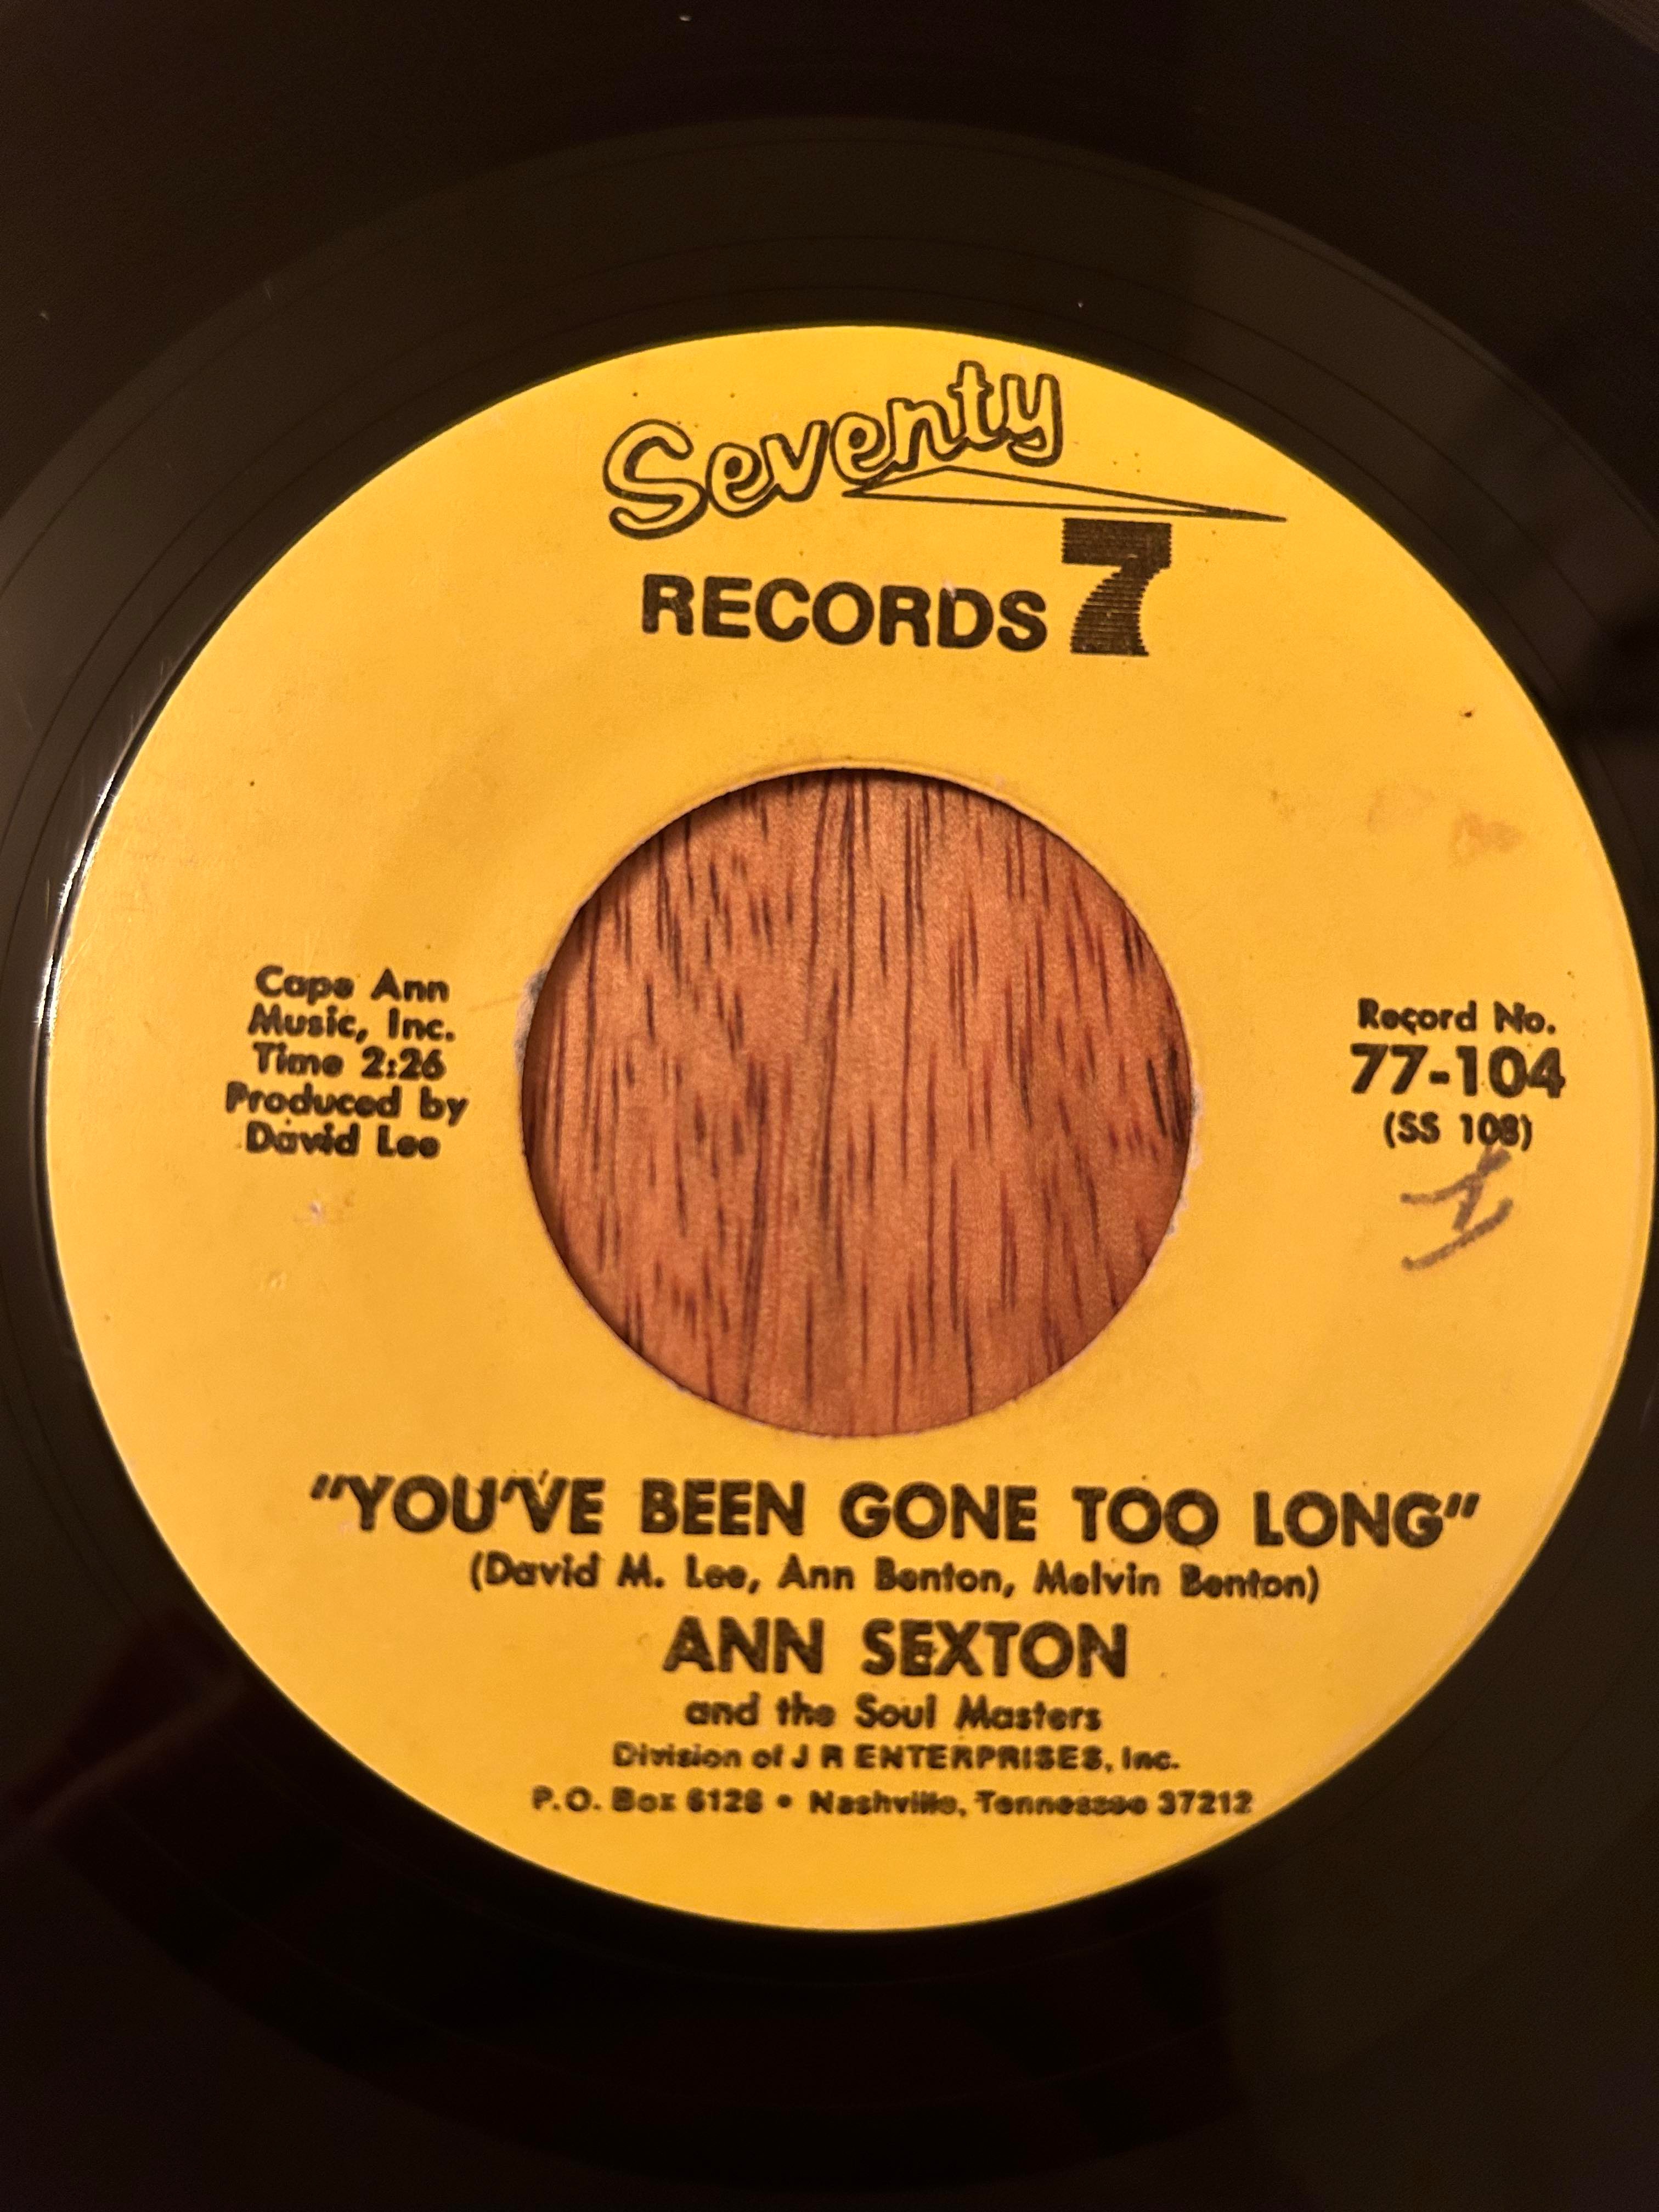 Seventy
RECORDS 7
Cape Ann
Music, Inc.
Time 2:26
Produced by
David Lee
Record No.
77-104
(SS 108)
"YOU'VE BEEN GONE TOO LONG"
(David M. Lee, Ann Benton, Melvin Benton)
ANN SEXTON
and the Soul Masters
Division of J R ENTERPRISES, Inc.
P.O. Box 6128 • Nashville, Tennessee 37212